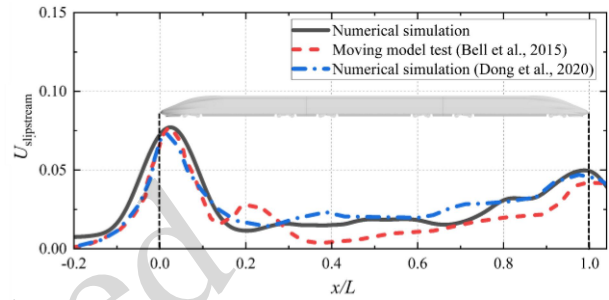 0.15
0.10
0.05
0.00
U_slipstream
Numerical simulation
Moving model test (Bell et al., 2015)
Numerical simulation (Dong et al., 2020)
-0.2 0.0 0.2 0.4 0.6 0.8 1.0
x/L